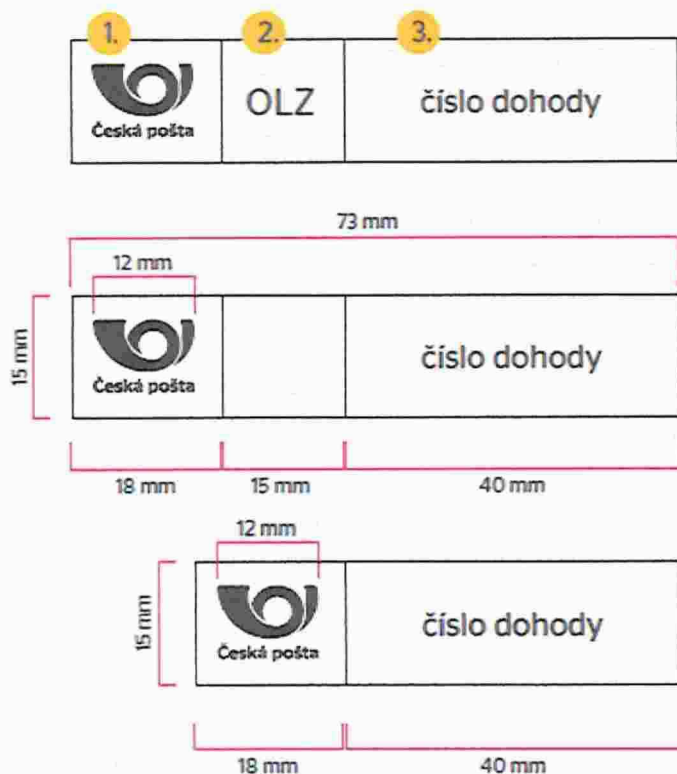 1. 2. 3.
Česká pošta
OLZ
číslo dohody
73 mm
12 mm
15 mm
Česká pošta
číslo dohody
18 mm 15 mm 40 mm
12 mm
15 mm
Česká pošta
číslo dohody
18 mm 40 mm